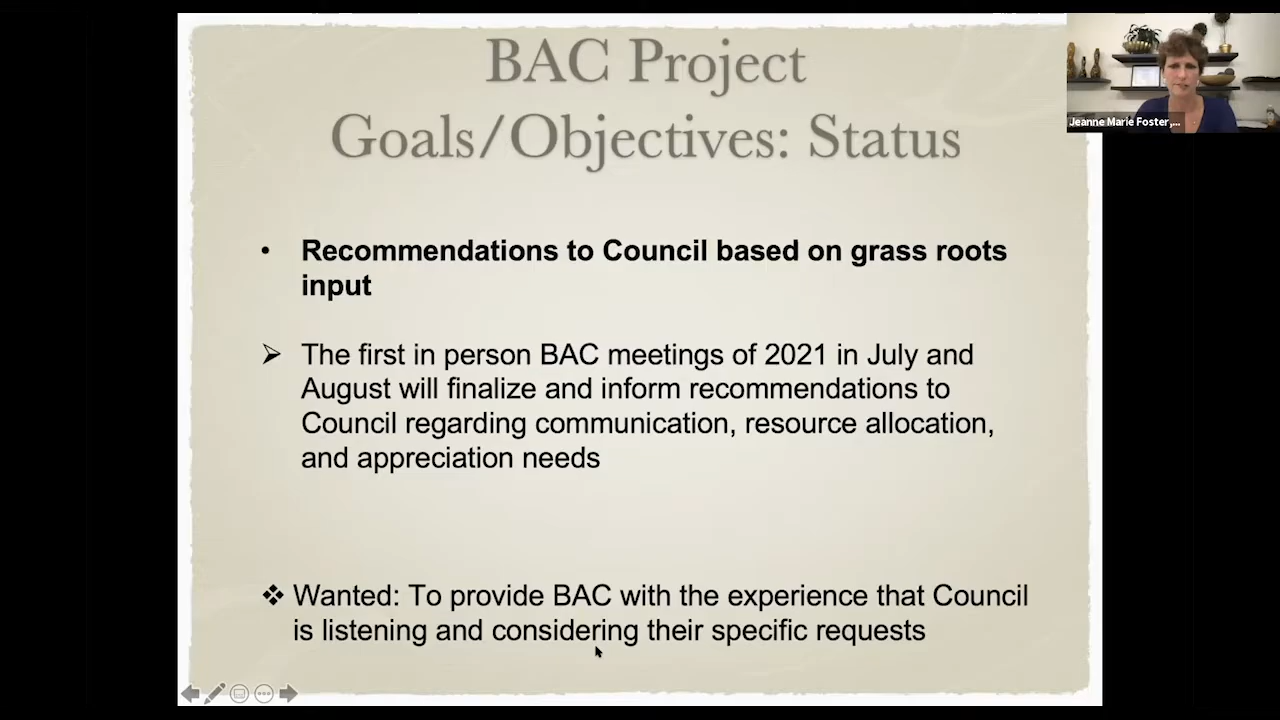 BAC Project
Goals/Objectives: Status
Jeanne Marie Foster,...
• Recommendations to Council based on grass roots
input
➢ The first in person BAC meetings of 2021 in July and
August will finalize and inform recommendations to
Council regarding communication, resource allocation,
and appreciation needs
❖ Wanted: To provide BAC with the experience that Council
is listening and considering their specific requests